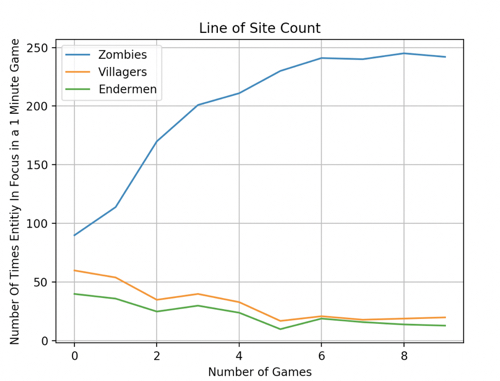 Line of Site Count
Number Of Times Entitiy In Focus in a 1 Minute Game
250
200
150
100
50
0
Zombies
Villagers
Endermen
0 2 4 6 8
Number of Games